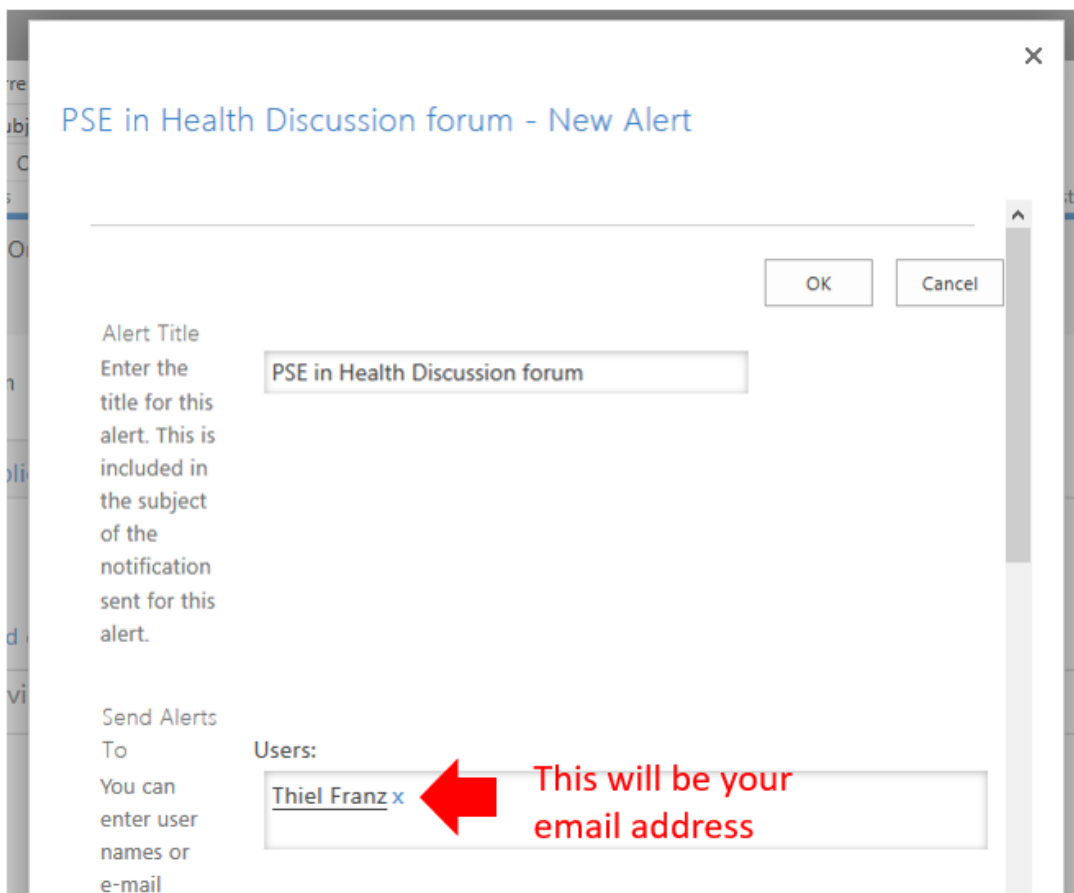 PSE in Health Discussion forum - New Alert
OK
Cancel
Alert Title
Enter the
title for this
alert. This is
included in
the subject
of the
notification
sent for this
alert.
PSE in Health Discussion forum
Send Alerts
To
You can
enter user
names or
e-mail
Users:
Thiel Franz x
This will be your
email address